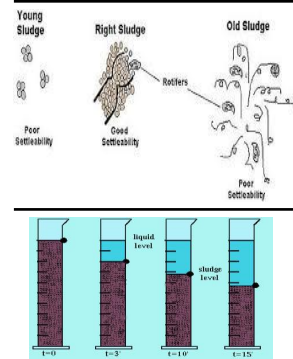 Young
Sludge
Right Sludge
Old Sludge
Rotifers
Poor
Settleability
Good
Settleability
Poor
Settleability
liquid
level
sludge
level
t=0
t=3'
t=10'
t=15'